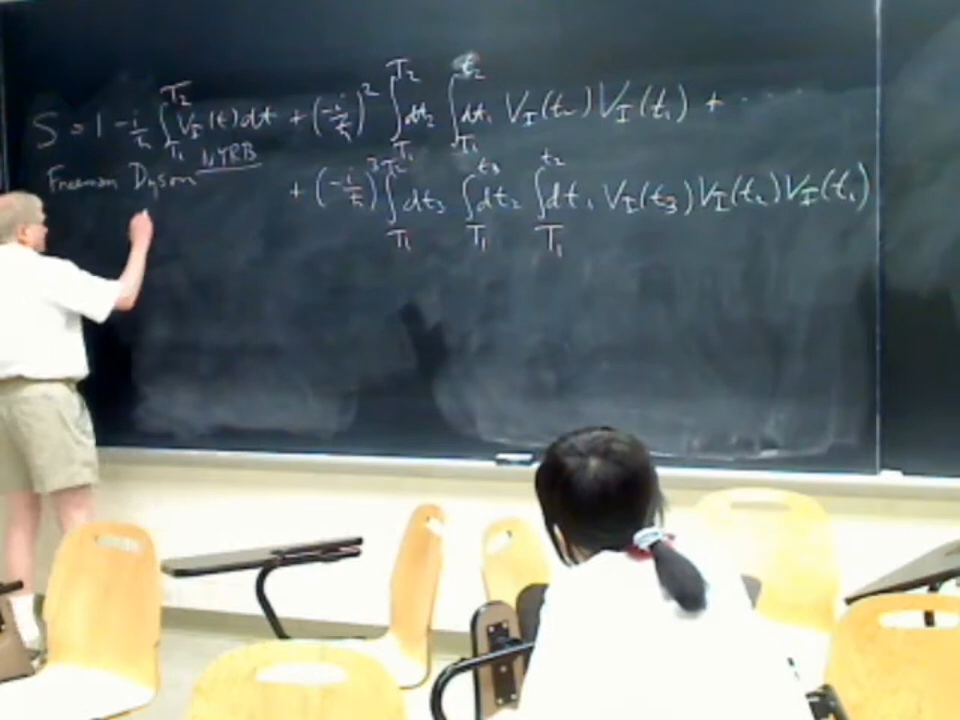 S = 1 - i/ħ ∫_{T₁}^{T₂} V_I(t)dt + (-i/ħ)² ∫_{T₁}^{T₂} dt₂ ∫_{T₁}^{t₂} dt₁ V_I(t₂) V_I(t₁) + ....
Freeman Dyson NYRB
+ (-i/ħ)³ ∫_{T₁}^{T₂} dt₃ ∫_{T₁}^{t₃} dt₂ ∫_{T₁}^{t₂} dt₁ V_I(t₃) V_I(t₂) V_I(t₁)